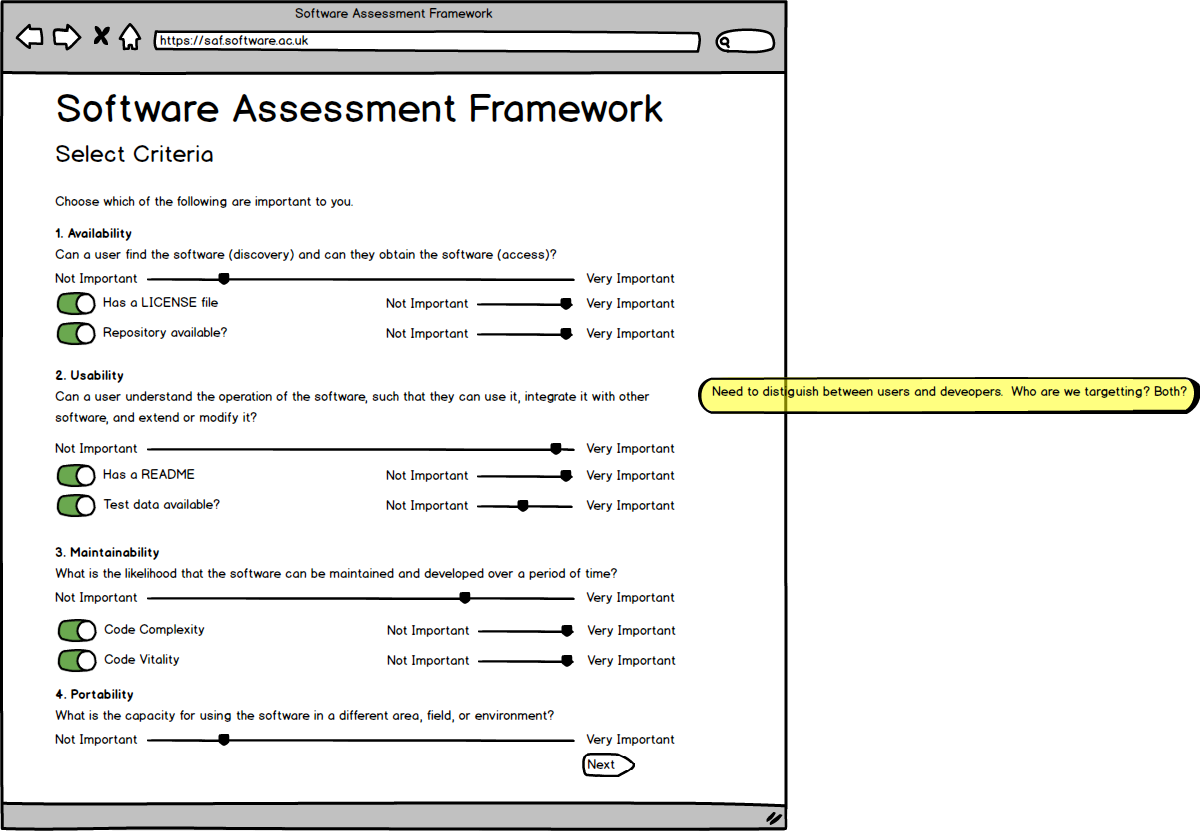 Software Assessment Framework
https://saf.software.ac.uk
Software Assessment Framework
Select Criteria
Choose which of the following are important to you.
1. Availability
Can a user find the software (discovery) and can they obtain the software (access)?
Not Important Very Important
Has a LICENSE file Not Important Very Important
Repository available? Not Important Very Important
2. Usability
Can a user understand the operation of the software, such that they can use it, integrate it with other
software, and extend or modify it?
Need to distiguish between users and deveopers.  Who are we targetting? Both?
Not Important Very Important
Has a README Not Important Very Important
Test data available? Not Important Very Important
3. Maintainability
What is the likelihood that the software can be maintained and developed over a period of time?
Not Important Very Important
Code Complexity Not Important Very Important
Code Vitality Not Important Very Important
4. Portability
What is the capacity for using the software in a different area, field, or environment?
Not Important Very Important
Next